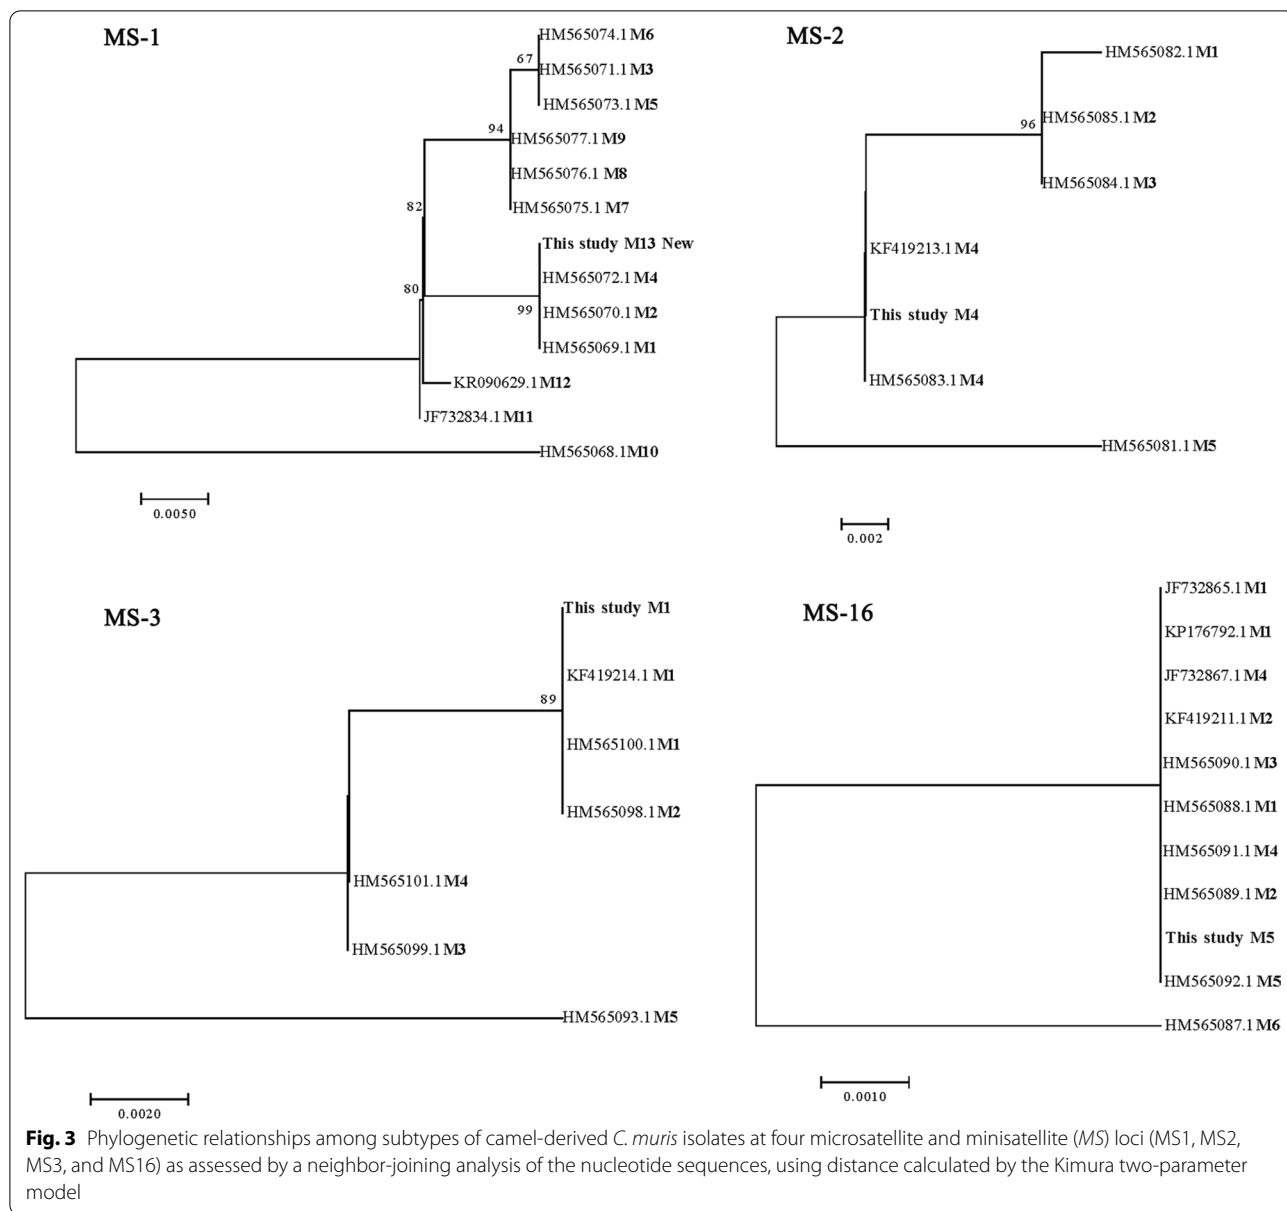 MS-1
HM565074.1 M6
67
HM565071.1 M3
HM565073.1 M5
94
HM565077.1 M9
HM565076.1 M8
HM565075.1 M7
82
This study M13 New
HM565072.1 M4
80
99
HM565070.1 M2
HM565069.1 M1
KR090629.1 M12
JF732834.1 M11
HM565068.1 M10
0.0050
MS-2
HM565082.1 M1
HM565085.1 M2
96
HM565084.1 M3
KF419213.1 M4
This study M4
HM565083.1 M4
HM565081.1 M5
0.002
MS-3
This study M1
KF419214.1 M1
89
HM565100.1 M1
HM565098.1 M2
HM565101.1 M4
HM565099.1 M3
HM565093.1 M5
0.0020
MS-16
JF732865.1 M1
KP176792.1 M1
JF732867.1 M4
KF419211.1 M2
HM565090.1 M3
HM565088.1 M1
HM565091.1 M4
HM565089.1 M2
This study M5
HM565092.1 M5
HM565087.1 M6
0.0010
Fig. 3 Phylogenetic relationships among subtypes of camel-derived C. muris isolates at four microsatellite and minisatellite (MS) loci (MS1, MS2,
MS3, and MS16) as assessed by a neighbor-joining analysis of the nucleotide sequences, using distance calculated by the Kimura two-parameter
model